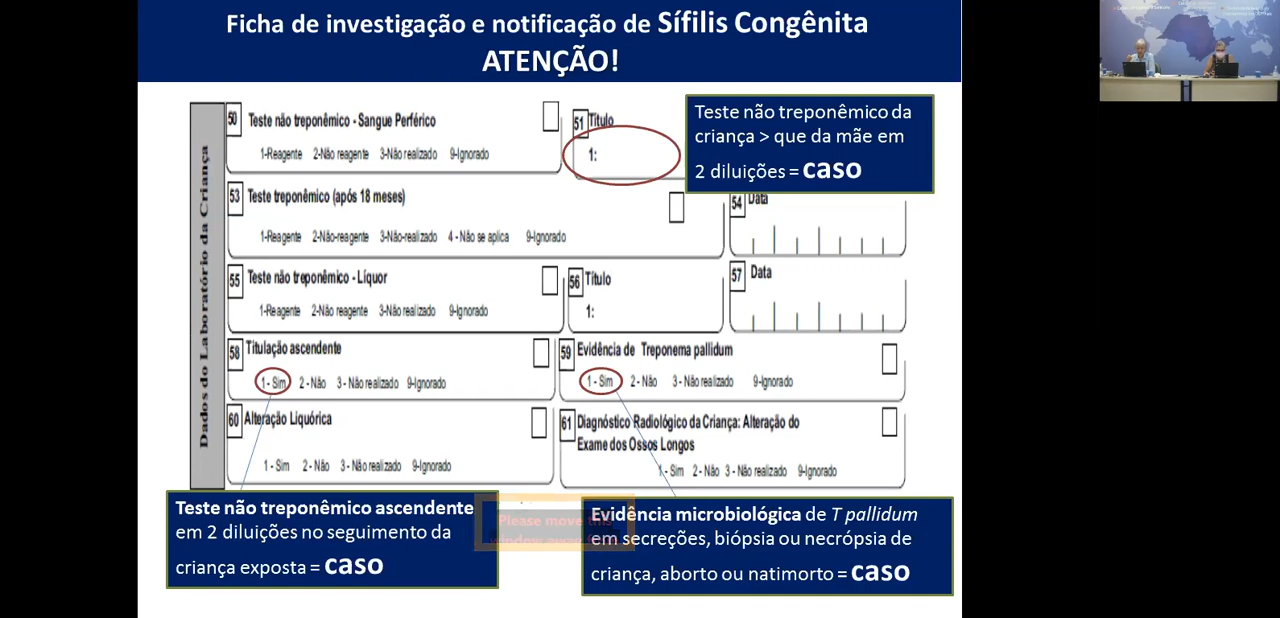 Ficha de investigação e notificação de Sífilis Congênita
ATENÇÃO!
Dados do Laboratório da Criança
50 Teste não treponêmico - Sangue Perférico
1-Reagente 2-Não reagente 3-Não realizado 9-Ignorado
51 Título
1:
Teste não treponêmico da
criança > que da mãe em
2 diluições = caso
53 Teste treponêmico (após 18 meses)
1-Reagente 2-Não-reagente 3-Não-realizado 4 - Não se aplica 9-Ignorado
54 Data
55 Teste não treponêmico - Líquor
1-Reagente 2-Não reagente 3-Não realizado 9-Ignorado
56 Título
1:
57 Data
58 Titulação ascendente
1 - Sim 2 - Não 3 - Não realizado 9-Ignorado
59 Evidência de Treponema pallidum
1 - Sim 2 - Não 3 - Não realizado 9-Ignorado
60 Alteração Liquórica
1 - Sim 2 - Não 3 - Não realizado 9-Ignorado
61 Diagnóstico Radiológico da Criança: Alteração do
Exame dos Ossos Longos
1 - Sim 2 - Não 3 - Não realizado 9-Ignorado
Teste não treponêmico ascendente
em 2 diluições no seguimento da
criança exposta = caso
Please move this
window away
Evidência microbiológica de T pallidum
em secreções, biópsia ou necrópsia de
criança, aborto ou natimorto = caso